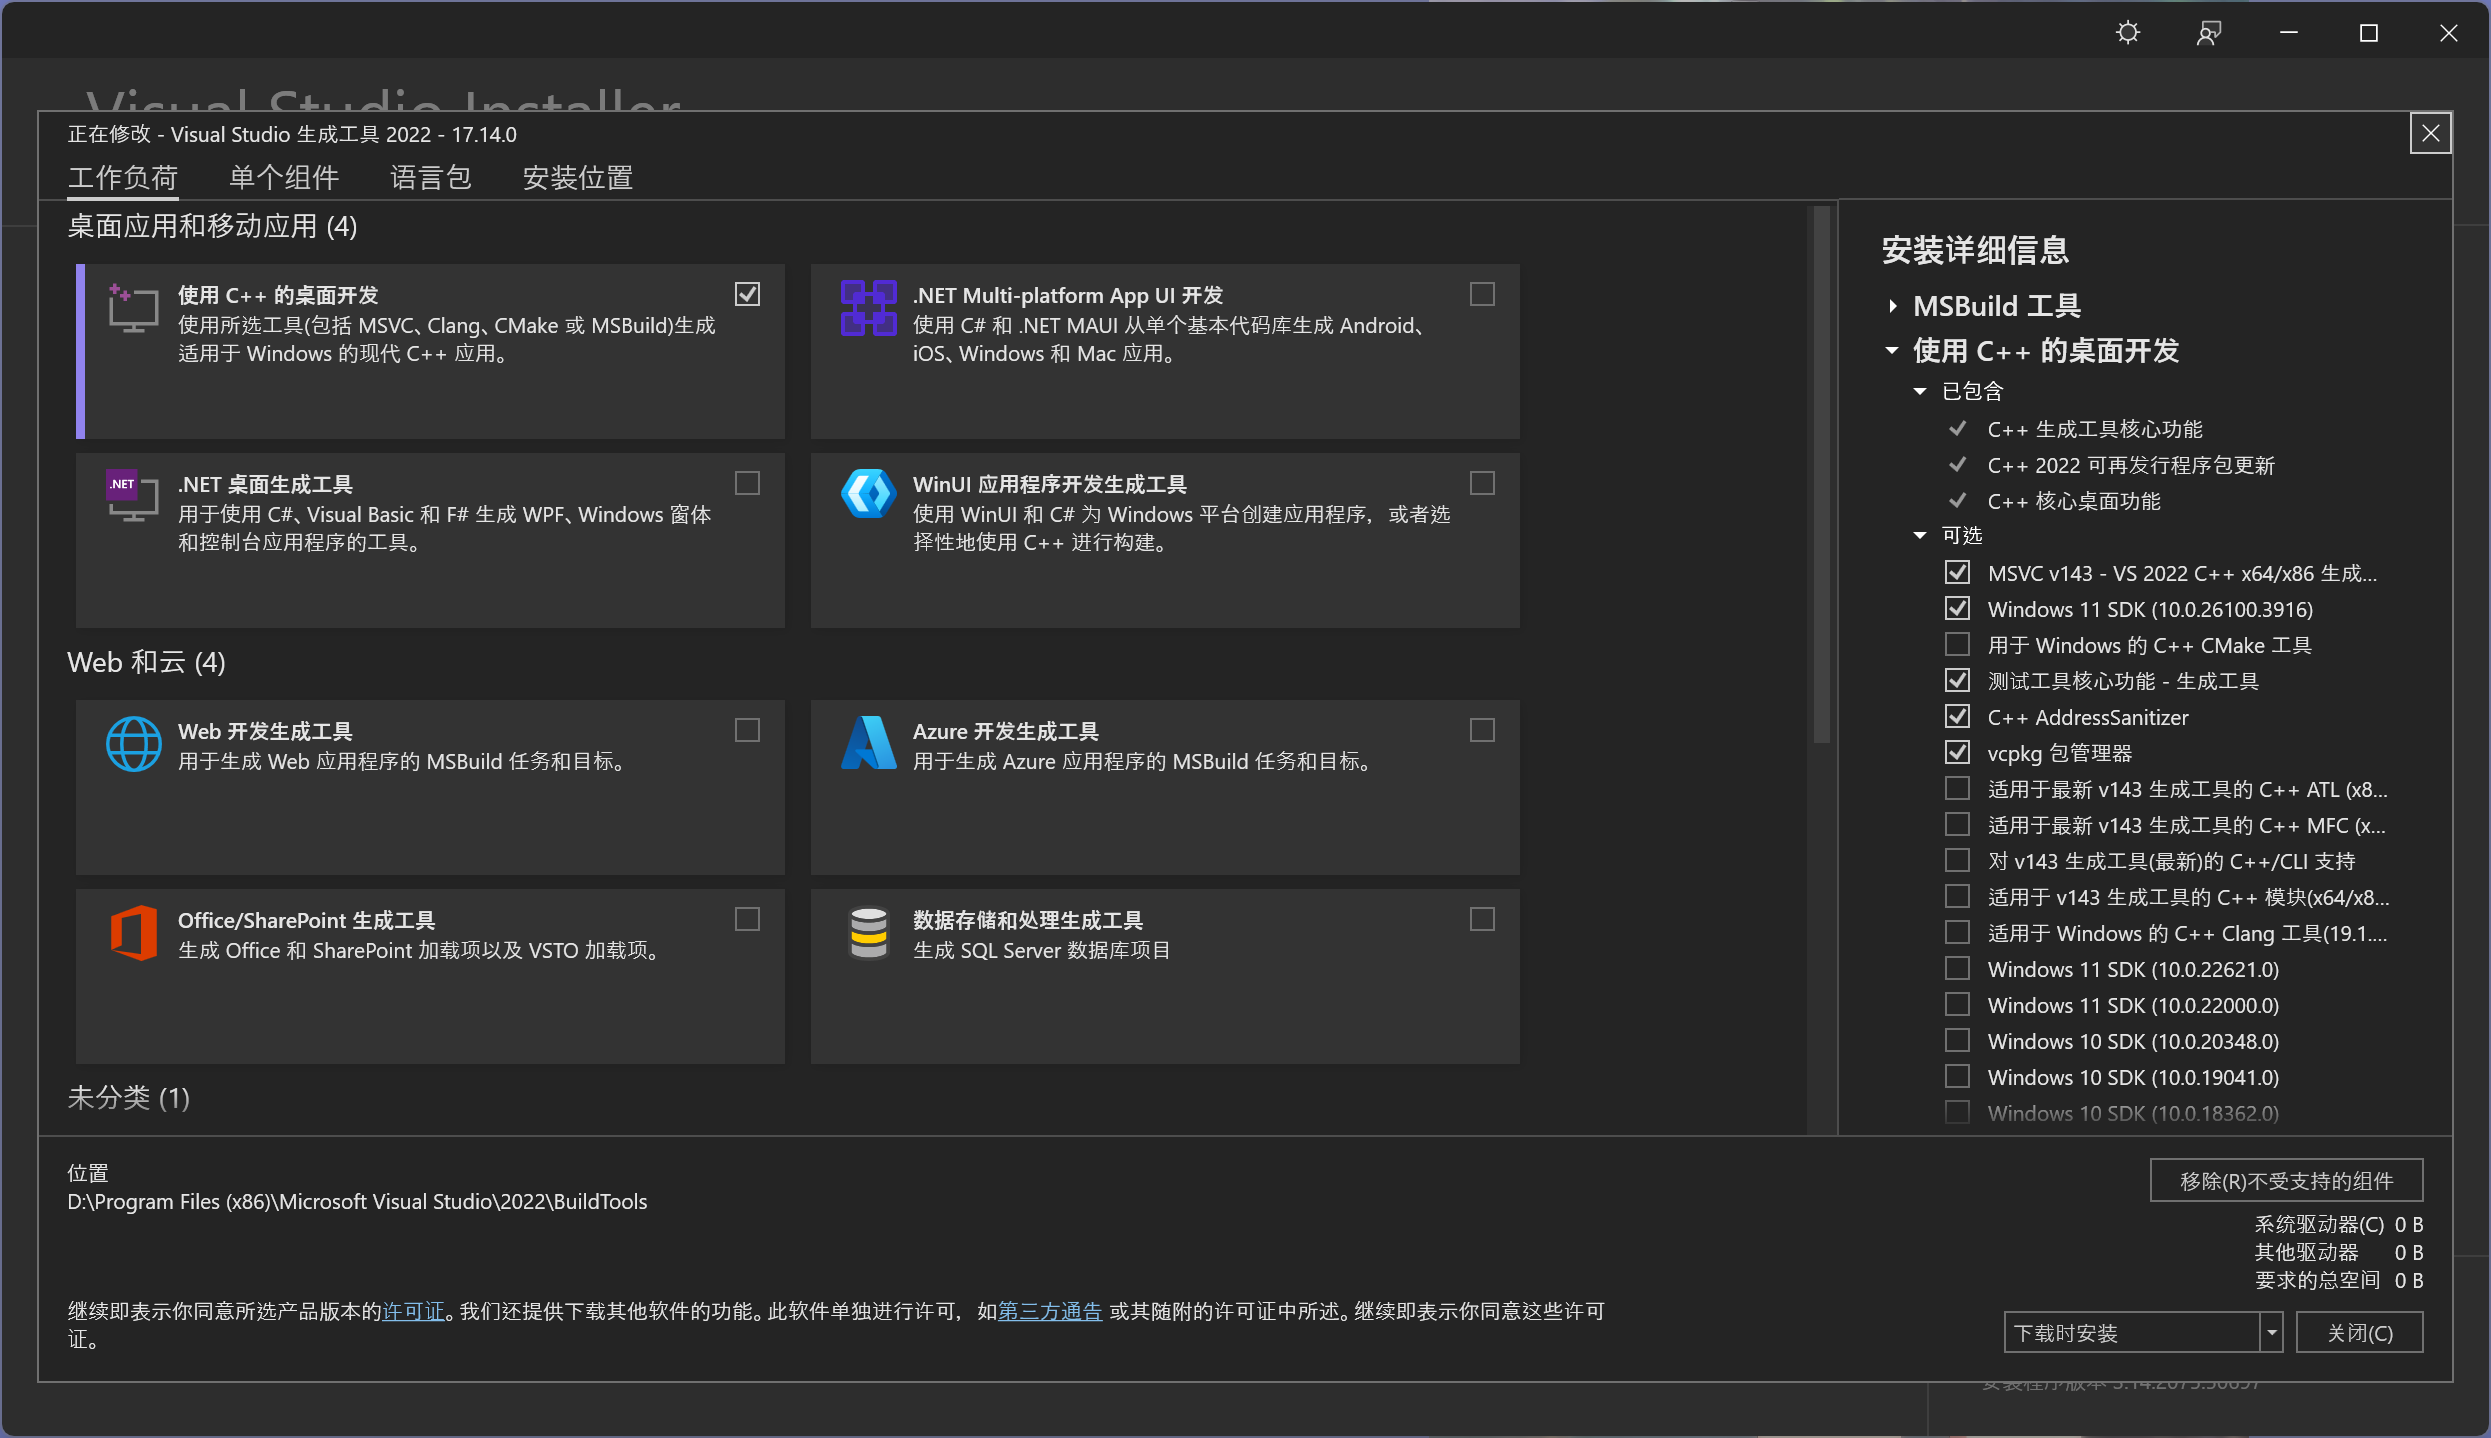 Visual Studio Installer
正在修改 - Visual Studio 生成工具 2022 - 17.14.0
工作负荷 单个组件 语言包 安装位置
桌面应用和移动应用 (4)
使用 C++ 的桌面开发
使用所选工具(包括 MSVC、Clang、CMake 或 MSBuild)生成
适用于 Windows 的现代 C++ 应用。
.NET Multi-platform App UI 开发
使用 C# 和 .NET MAUI 从单个基本代码库生成 Android、
iOS、Windows 和 Mac 应用。
.NET
.NET 桌面生成工具
用于使用 C#、Visual Basic 和 F# 生成 WPF、Windows 窗体
和控制台应用程序的工具。
WinUI 应用程序开发生成工具
使用 WinUI 和 C# 为 Windows 平台创建应用程序，或者选
择性地使用 C++ 进行构建。
Web 和云 (4)
Web 开发生成工具
用于生成 Web 应用程序的 MSBuild 任务和目标。
Azure 开发生成工具
用于生成 Azure 应用程序的 MSBuild 任务和目标。
Office/SharePoint 生成工具
生成 Office 和 SharePoint 加载项以及 VSTO 加载项。
数据存储和处理生成工具
生成 SQL Server 数据库项目
未分类 (1)
安装详细信息
MSBuild 工具
使用 C++ 的桌面开发
已包含
C++ 生成工具核心功能
C++ 2022 可再发行程序包更新
C++ 核心桌面功能
可选
MSVC v143 - VS 2022 C++ x64/x86 生成...
Windows 11 SDK (10.0.26100.3916)
用于 Windows 的 C++ CMake 工具
测试工具核心功能 - 生成工具
C++ AddressSanitizer
vcpkg 包管理器
适用于最新 v143 生成工具的 C++ ATL (x8...
适用于最新 v143 生成工具的 C++ MFC (x...
对 v143 生成工具(最新)的 C++/CLI 支持
适用于 v143 生成工具的 C++ 模块(x64/x8...
适用于 Windows 的 C++ Clang 工具(19.1....
Windows 11 SDK (10.0.22621.0)
Windows 11 SDK (10.0.22000.0)
Windows 10 SDK (10.0.20348.0)
Windows 10 SDK (10.0.19041.0)
Windows 10 SDK (10.0.18362.0)
位置
D:\Program Files (x86)\Microsoft Visual Studio\2022\BuildTools
继续即表示你同意所选产品版本的许可证。我们还提供下载其他软件的功能。此软件单独进行许可，如第三方通告 或其随附的许可证中所述。继续即表示你同意这些许可
证。
移除(R)不受支持的组件
系统驱动器(C) 0 B
其他驱动器 0 B
要求的总空间 0 B
下载时安装
关闭(C)